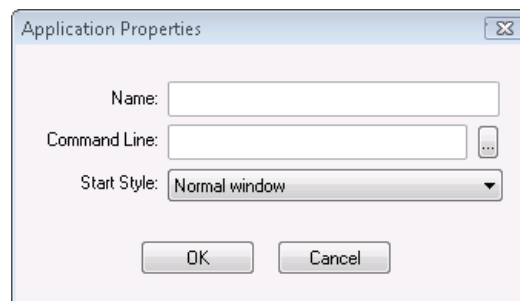 Application Properties
Name:
Command Line:
...
Start Style:
Normal window
OK
Cancel